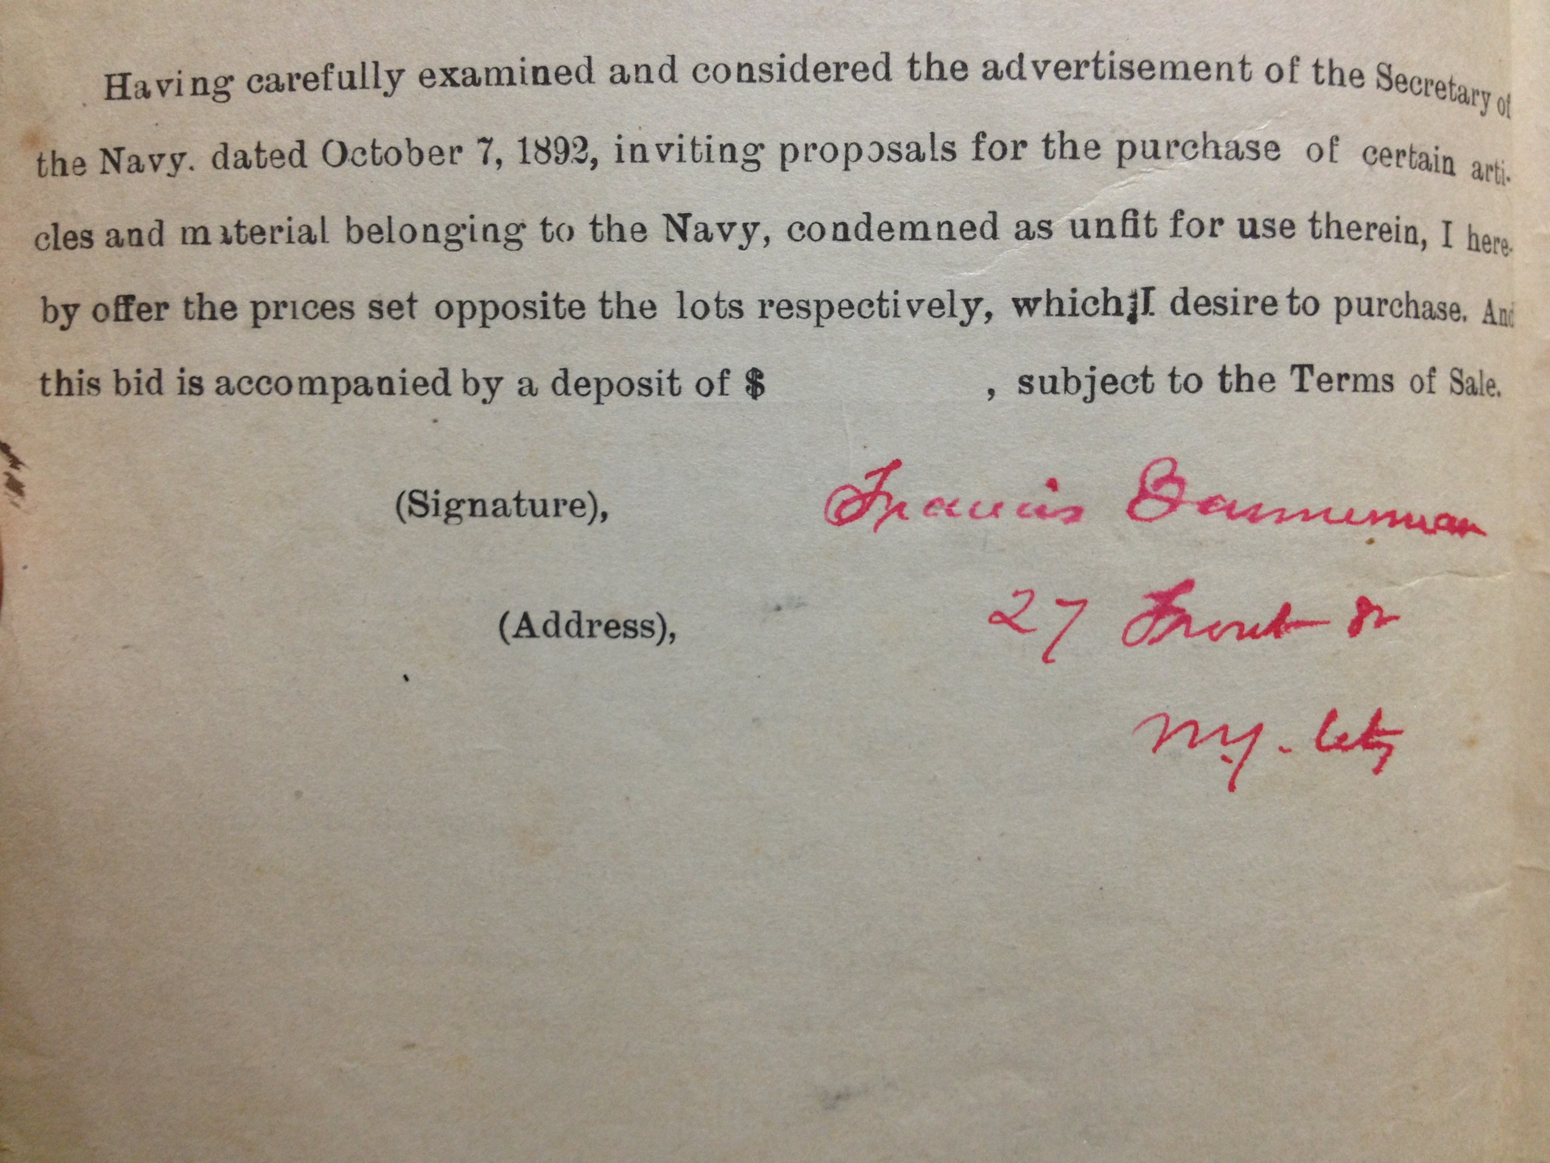 Having carefully examined and considered the advertisement of the Secretary of
the Navy. dated October 7, 1892, inviting proposals for the purchase of certain arti-
cles and material belonging to the Navy, condemned as unfit for use therein, I here-
by offer the prices set opposite the lots respectively, which I desire to purchase. And
this bid is accompanied by a deposit of $ , subject to the Terms of Sale.
(Signature), Francis Bannerman
(Address), 27 Front St
N.Y. City